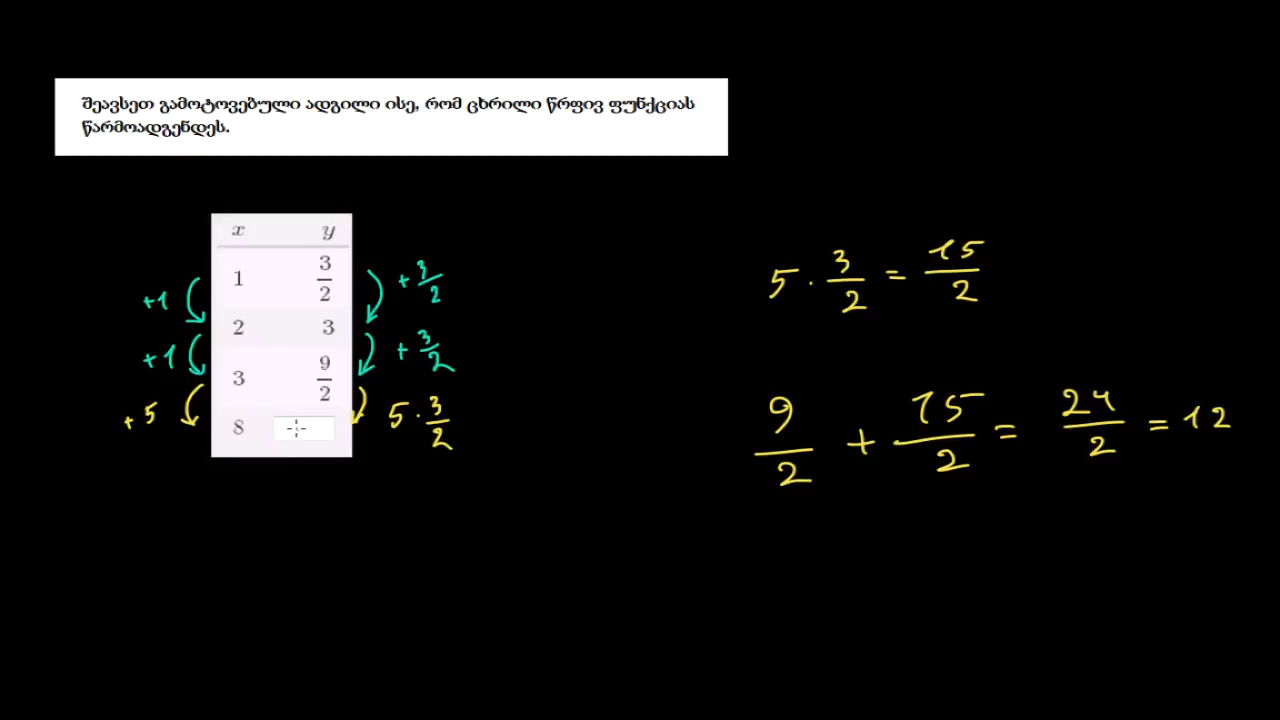 შეავსეთ გამოტოვებული ადგილი ისე, რომ ცხრილი წრფივ ფუნქციას
წარმოადგენდეს.
x y
1 3/2
2 3
3 9/2
8
+1
+1
+5
+ 3/2
+ 3/2
5 · 3/2
5 · 3/2 = 15/2
9/2 + 15/2 = 24/2 = 12